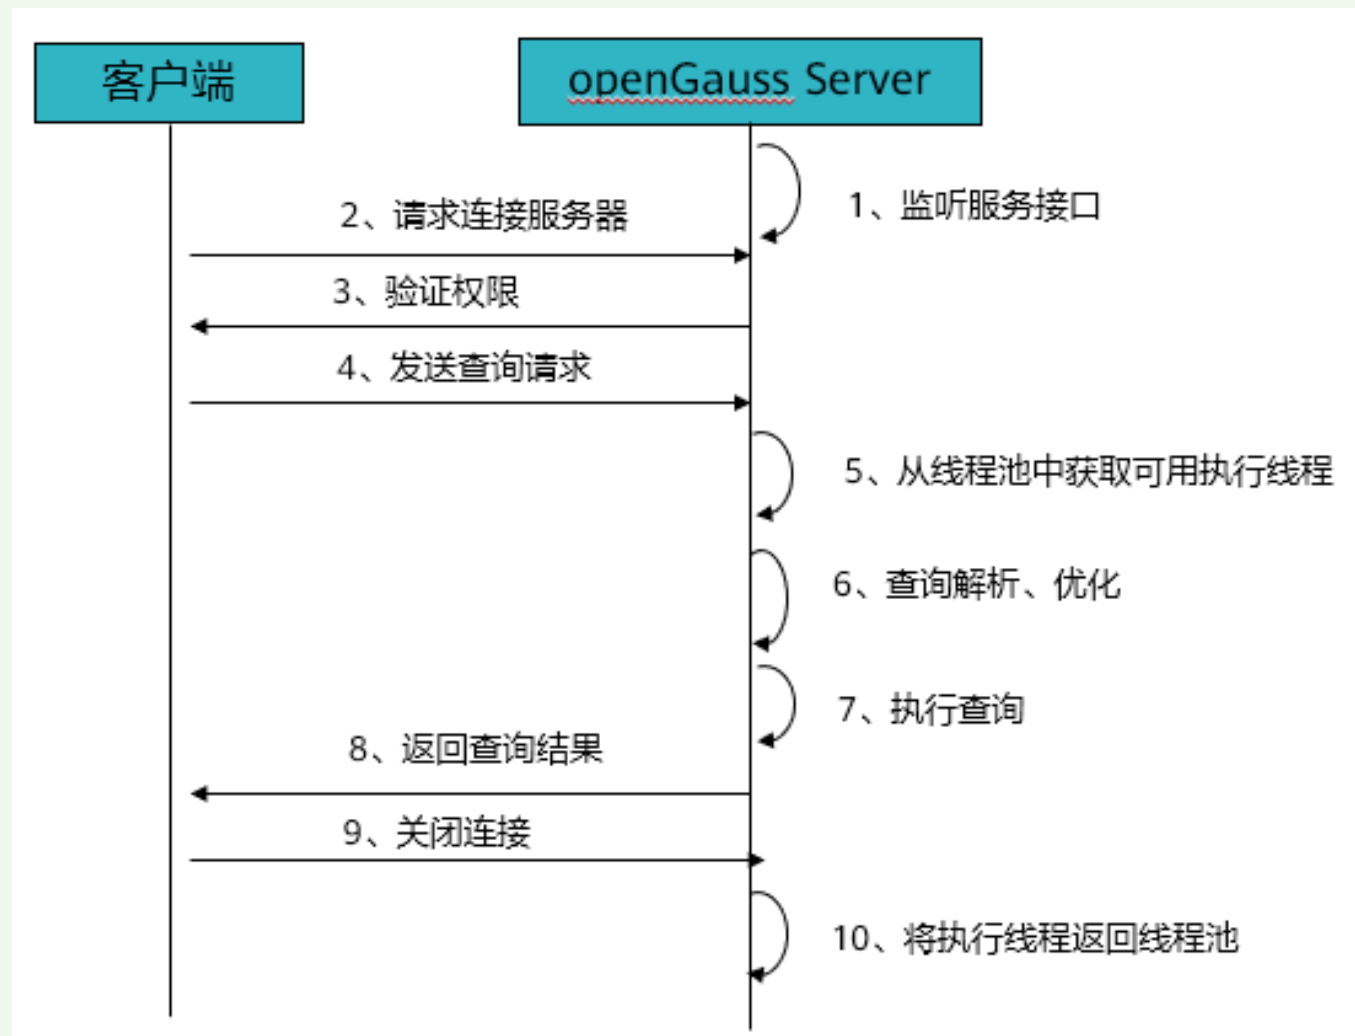 客户端
openGauss Server
1、监听服务接口
2、请求连接服务器
3、验证权限
4、发送查询请求
5、从线程池中获取可用执行线程
6、查询解析、优化
7、执行查询
8、返回查询结果
9、关闭连接
10、将执行线程返回线程池